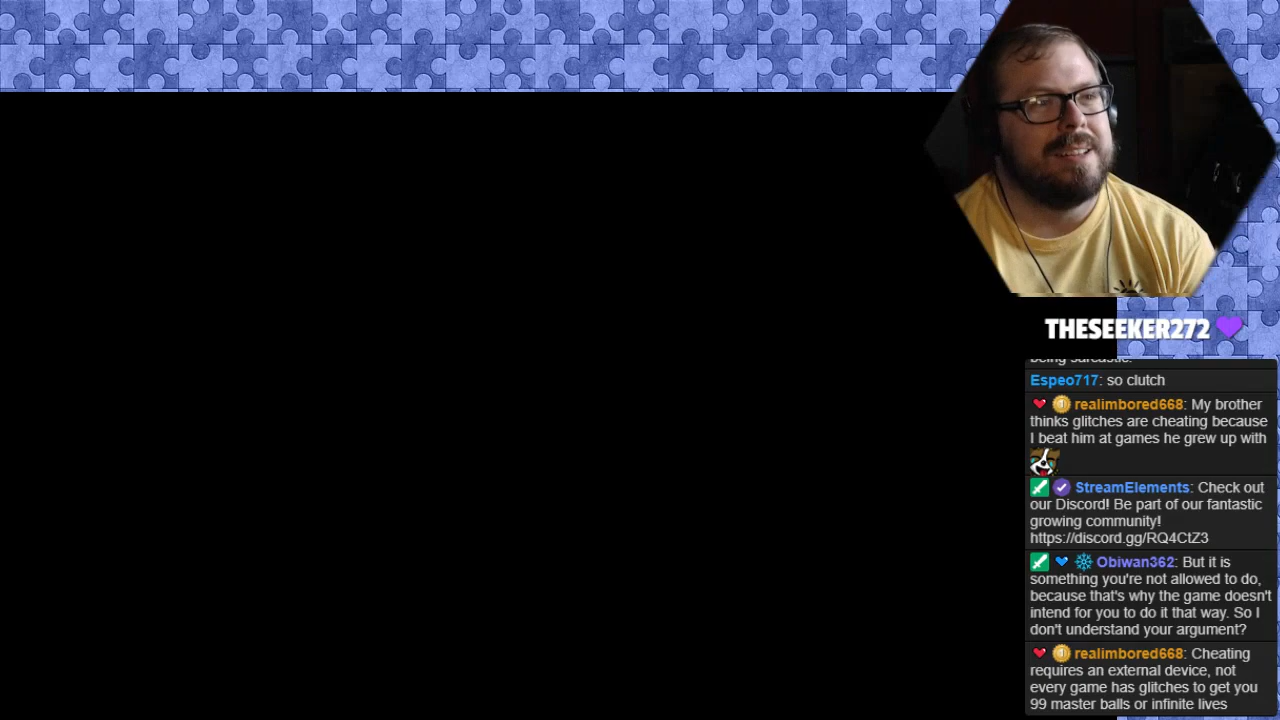 THESEEKER272
being sarcastic.
Espeo717: so clutch
realimbored668: My brother
thinks glitches are cheating because
I beat him at games he grew up with
StreamElements: Check out
our Discord! Be part of our fantastic
growing community!
https://discord.gg/RQ4CtZ3
Obiwan362: But it is
something you're not allowed to do,
because that's why the game doesn't
intend for you to do it that way. So I
don't understand your argument?
realimbored668: Cheating
requires an external device, not
every game has glitches to get you
99 master balls or infinite lives